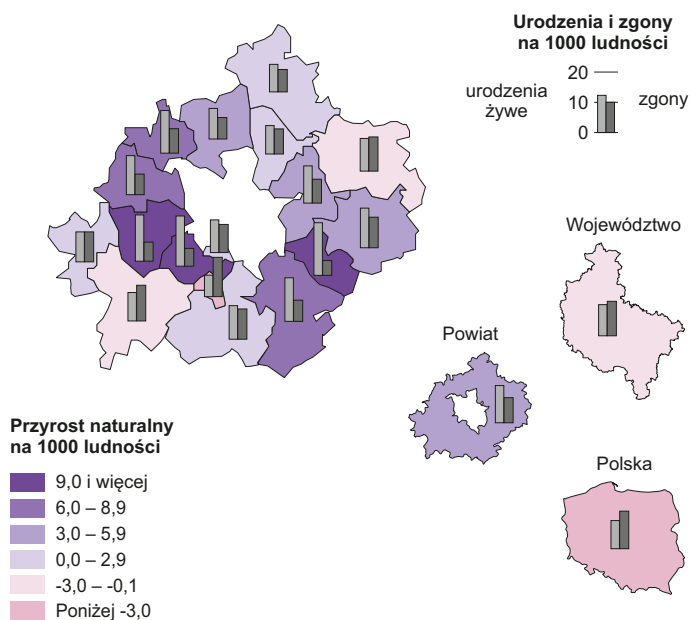 Urodzenia i zgony
na 1000 ludności
20
urodzenia
żywe
10
zgony
0
Województwo
Powiat
Polska
Przyrost naturalny
na 1000 ludności
9,0 i więcej
6,0 – 8,9
3,0 – 5,9
0,0 – 2,9
-3,0 – -0,1
Poniżej -3,0